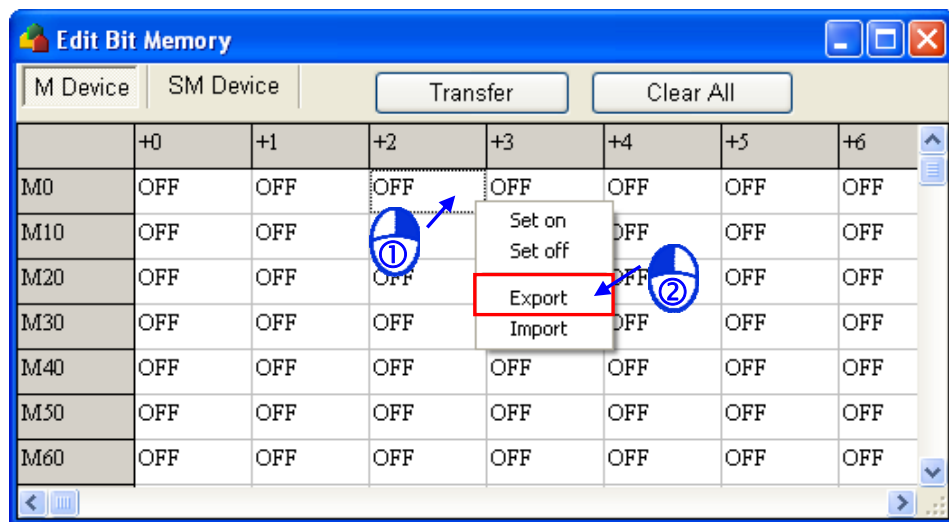 Edit Bit Memory
M Device SM Device Transfer Clear All
+0 +1 +2 +3 +4 +5 +6
M0 OFF OFF OFF OFF OFF OFF OFF
Set on
M10 OFF OFF OFF OFF
① Set off
M20 OFF OFF OFF OFF OFF OFF
② Export
M30 OFF OFF OFF OFF OFF OFF
Import
M40 OFF OFF OFF OFF OFF OFF OFF
M50 OFF OFF OFF OFF OFF OFF OFF
M60 OFF OFF OFF OFF OFF OFF OFF